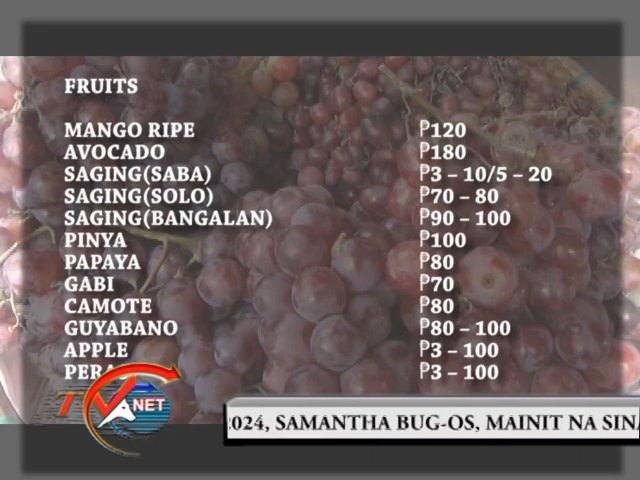 FRUITS
MANGO RIPE ₱120
AVOCADO ₱180
SAGING(SABA) ₱3 – 10/5 – 20
SAGING(SOLO) ₱70 – 80
SAGING(BANGALAN) ₱90 – 100
PINYA ₱100
PAPAYA ₱80
GABI ₱70
CAMOTE ₱80
GUYABANO ₱80 – 100
APPLE ₱3 – 100
PERA ₱3 – 100
TV NET
2024, SAMANTHA BUG-OS, MAINIT NA